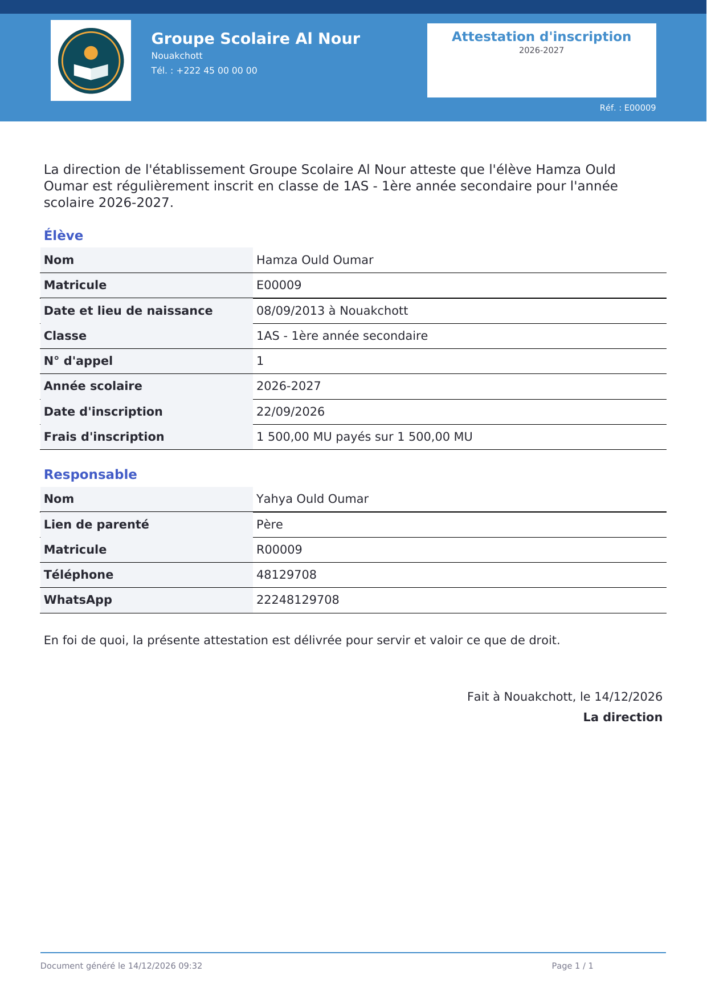 Groupe Scolaire Al Nour
Nouakchott
Tél. : +222 45 00 00 00
Attestation d'inscription
2026-2027
Réf. : E00009
La direction de l'établissement Groupe Scolaire Al Nour atteste que l'élève Hamza Ould
Oumar est régulièrement inscrit en classe de 1AS - 1ère année secondaire pour l'année
scolaire 2026-2027.
Élève
Nom Hamza Ould Oumar
Matricule E00009
Date et lieu de naissance 08/09/2013 à Nouakchott
Classe 1AS - 1ère année secondaire
N° d'appel 1
Année scolaire 2026-2027
Date d'inscription 22/09/2026
Frais d'inscription 1 500,00 MU payés sur 1 500,00 MU
Responsable
Nom Yahya Ould Oumar
Lien de parenté Père
Matricule R00009
Téléphone 48129708
WhatsApp 22248129708
En foi de quoi, la présente attestation est délivrée pour servir et valoir ce que de droit.
Fait à Nouakchott, le 14/12/2026
La direction
Document généré le 14/12/2026 09:32 Page 1 / 1